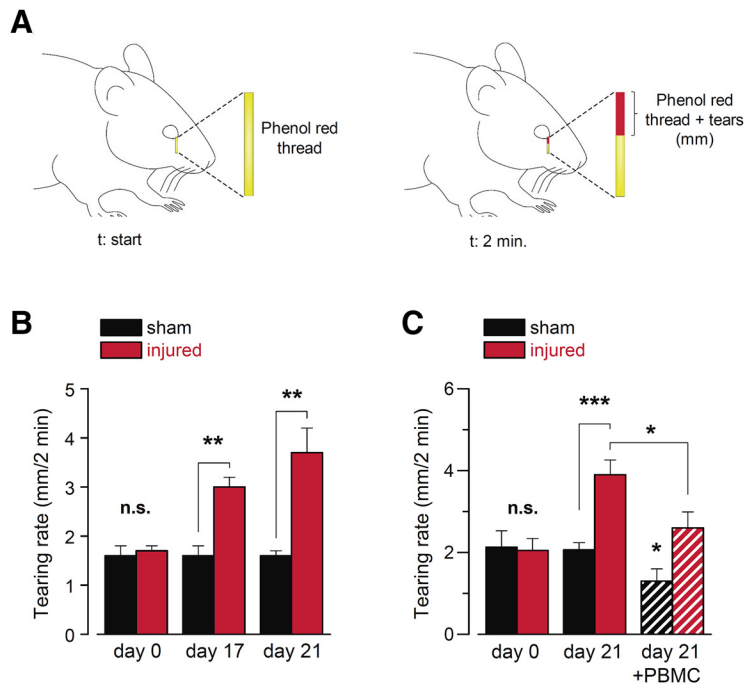 A
Phenol red
thread
t: start
Phenol red
thread + tears
(mm)
t: 2 min.
B
sham
injured
Tearing rate (mm/2 min)
5
4
3
2
1
0
n.s.
**
**
day 0
day 17
day 21
C
sham
injured
Tearing rate (mm/2 min)
6
4
2
0
n.s.
***
*
*
day 0
day 21
day 21
+PBMC